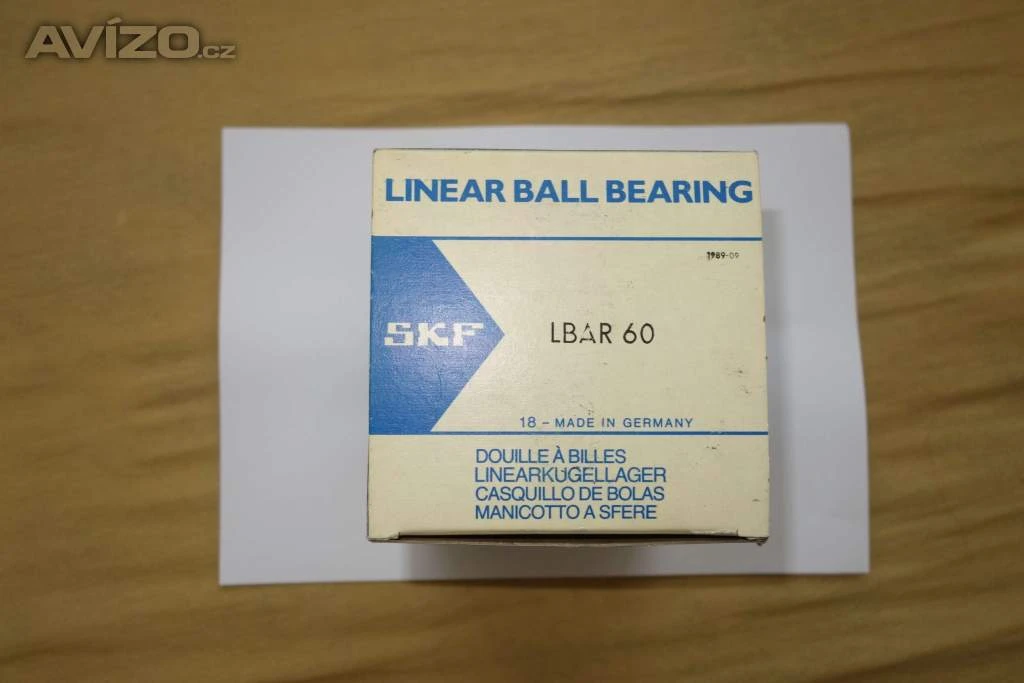 AVÍZO.cz
LINEAR BALL BEARING
1989-09
SKF
LBAR 60
18 - MADE IN GERMANY
DOUILLE À BILLES
LINEARKUGELLAGER
CASQUILLO DE BOLAS
MANICOTTO A SFERE